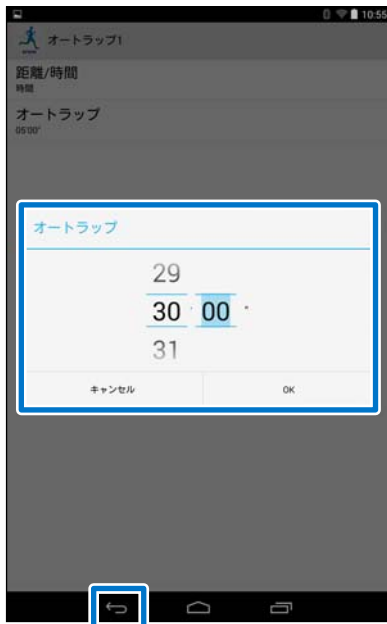 10:55
オートラップ1
距離/時間
時間
オートラップ
05'00"
オートラップ
29
30 ' 00 "
31
キャンセル OK